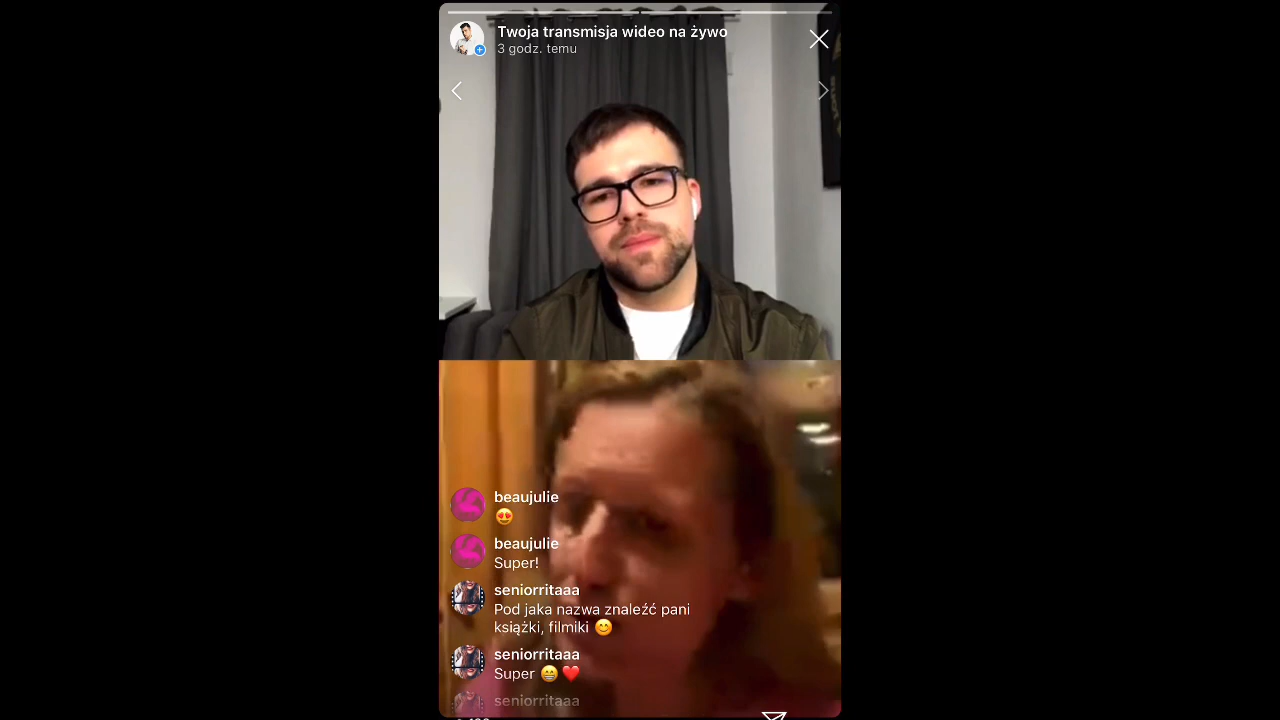 Twoja transmisja wideo na żywo
3 godz. temu
beaujulie
😍
beaujulie
Super!
seniorritaaa
Pod jaka nazwa znaleźć pani
książki, filmiki 😊
seniorritaaa
Super 😁❤️
seniorritaaa